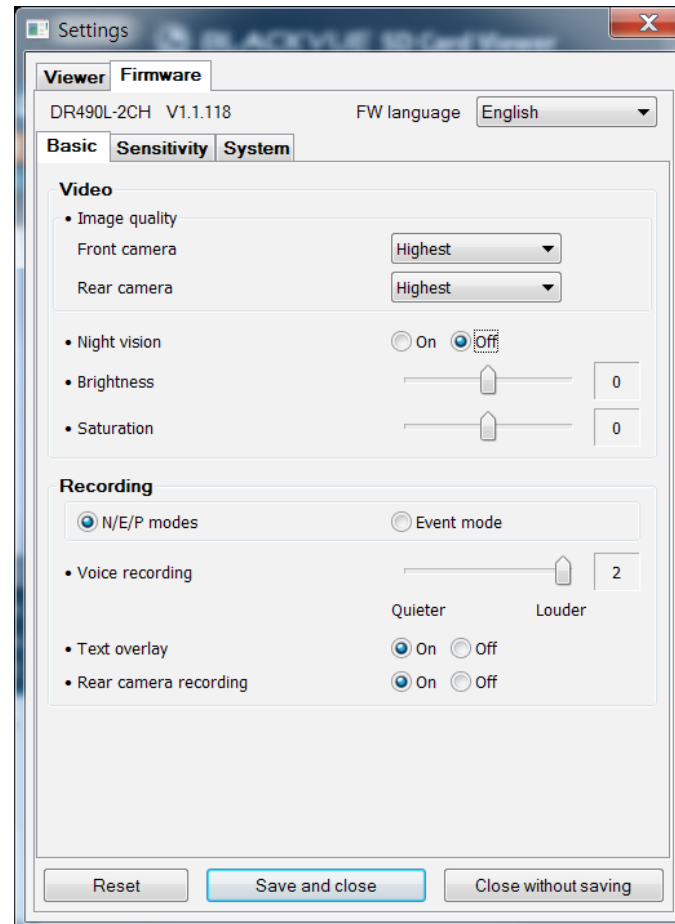 Settings
BLACKVUE SD Card Viewer
Viewer Firmware
DR490L-2CH V1.1.118 FW language English
Basic Sensitivity System
Video
• Image quality
Front camera Highest
Rear camera Highest
• Night vision On Off
• Brightness 0
• Saturation 0
Recording
N/E/P modes Event mode
• Voice recording 2
Quieter Louder
• Text overlay On Off
• Rear camera recording On Off
Reset Save and close Close without saving